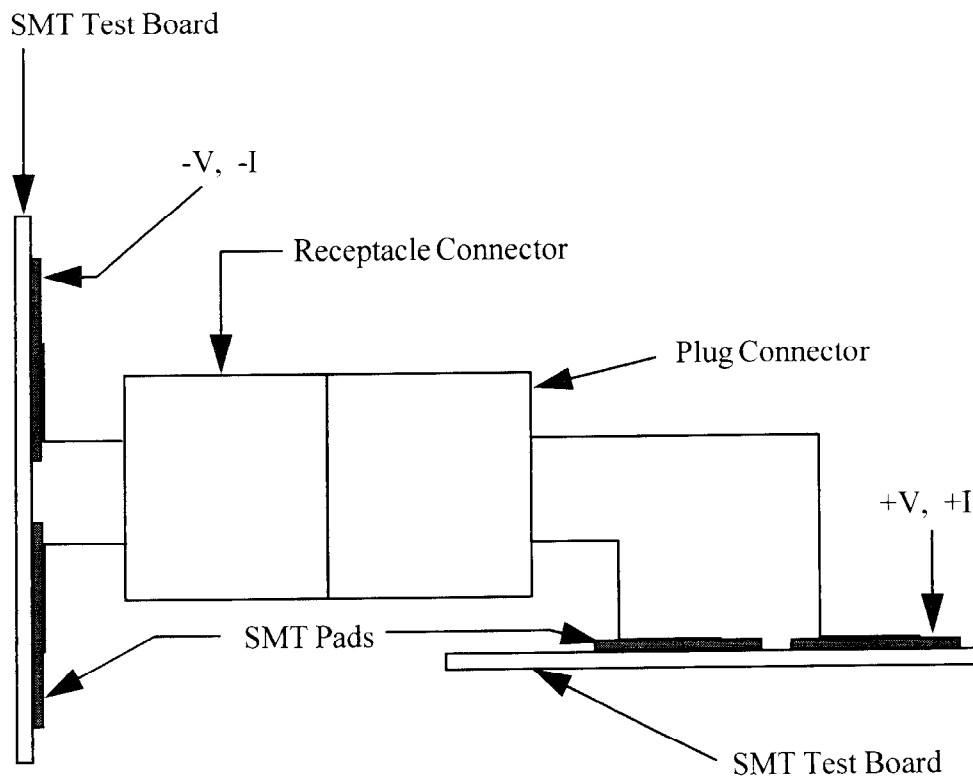 SMT Test Board
-V, -I
Receptacle Connector
Plug Connector
+V, +I
SMT Pads
SMT Test Board